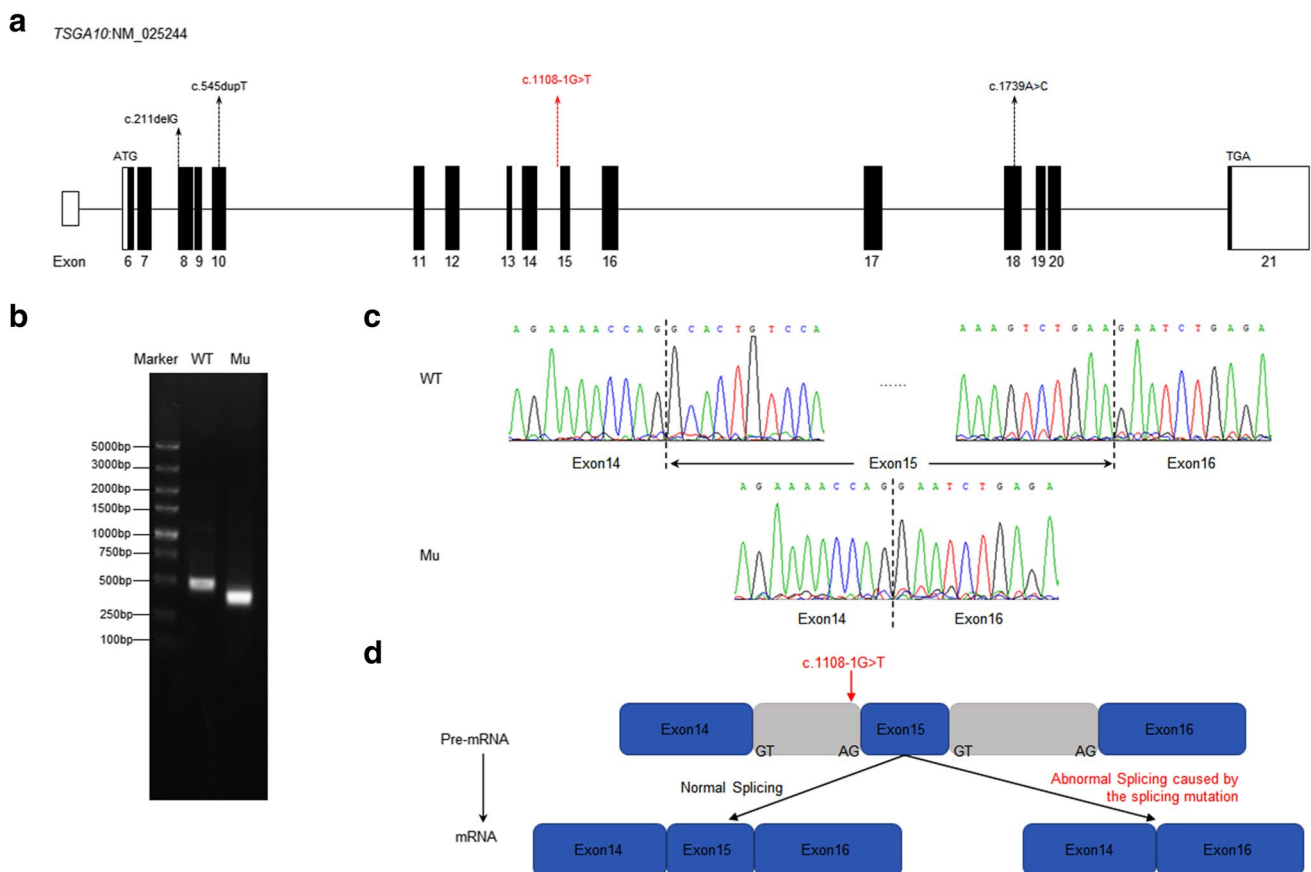 a
TSGA10:NM_025244
c.211delG
c.545dupT
c.1108-1G>T
c.1739A>C
ATG
TGA
Exon 6 7 8 9 10 11 12 13 14 15 16 17 18 19 20 21
b
Marker WT Mu
5000bp
3000bp
2000bp
1500bp
1000bp
750bp
500bp
250bp
100bp
c
WT
A G A A A A C C A G G C A C T G T C C A
......
A A A G T C T G A A G A A T C T G A G A
Exon14 Exon15 Exon16
Mu
A G A A A A C C A G G A A T C T G A G A
Exon14 Exon16
d
c.1108-1G>T
Pre-mRNA
Exon14 GT AG Exon15 GT AG Exon16
Normal Splicing
Abnormal Splicing caused by
the splicing mutation
mRNA
Exon14 Exon15 Exon16
Exon14 Exon16